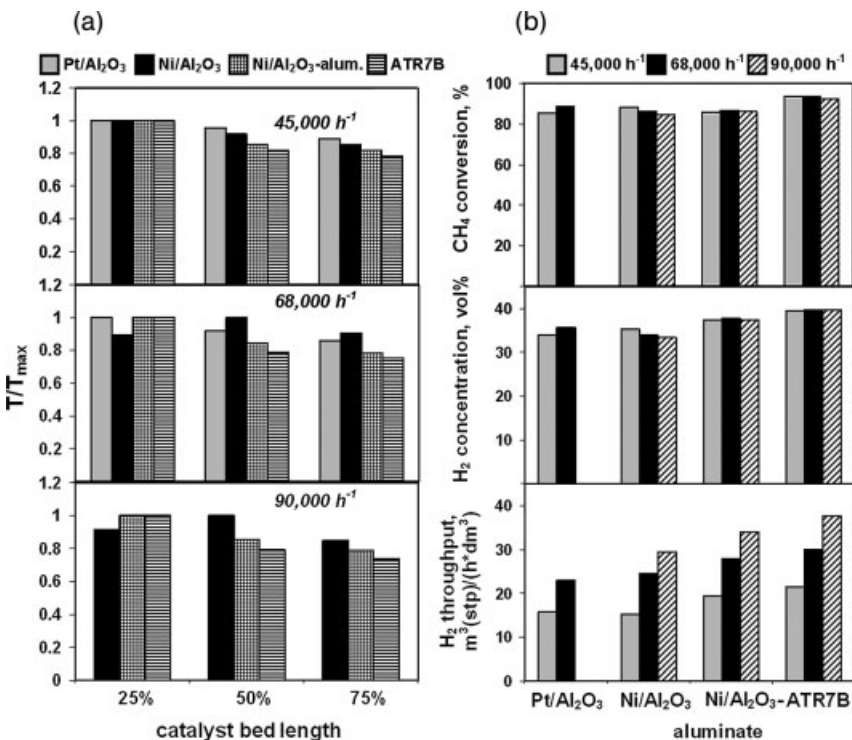 (a)
Pt/Al₂O₃ Ni/Al₂O₃ Ni/Al₂O₃-alum. ATR7B
T/Tmax
1.2
1
0.8
0.6
0.4
0.2
45,000 h⁻¹
1.2
1
0.8
0.6
0.4
0.2
68,000 h⁻¹
1.2
1
0.8
0.6
0.4
0.2
0
90,000 h⁻¹
25% 50% 75%
catalyst bed length
(b)
45,000 h⁻¹ 68,000 h⁻¹ 90,000 h⁻¹
CH₄ conversion, %
100
80
60
40
20
H₂ concentration, vol%
40
30
20
10
H₂ throughput,
m³(stp)/(h*dm³)
40
30
20
10
0
Pt/Al₂O₃ Ni/Al₂O₃ Ni/Al₂O₃-ATR7B
aluminate